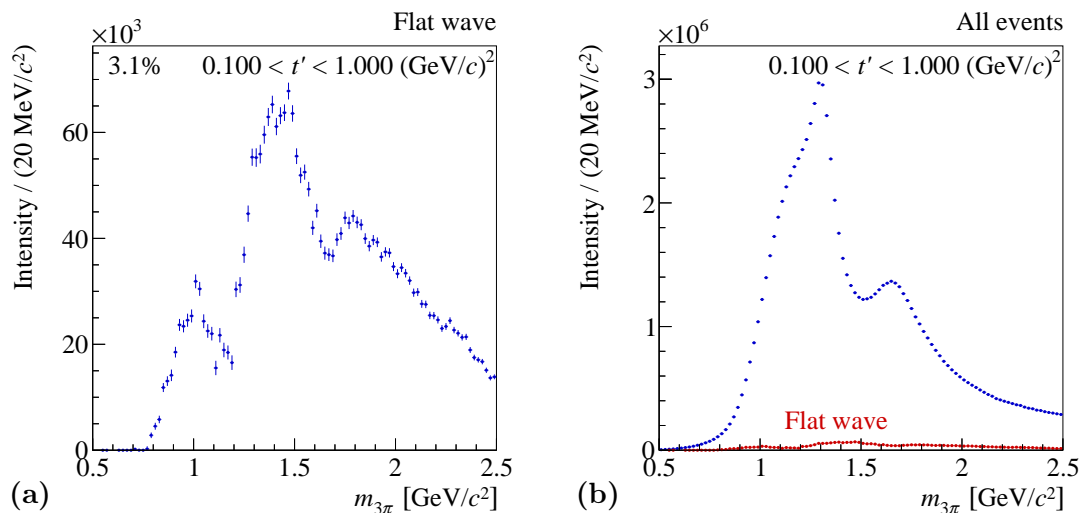 Flat wave
×10³
3.1%
0.100 < t′ < 1.000 (GeV/c)²
Intensity / (20 MeV/c²)
60
40
20
0
0.5 1 1.5 2 2.5
m₃π [GeV/c²]
(a)
All events
×10⁶
0.100 < t′ < 1.000 (GeV/c)²
Intensity / (20 MeV/c²)
3
2
1
0
Flat wave
0.5 1 1.5 2 2.5
m₃π [GeV/c²]
(b)